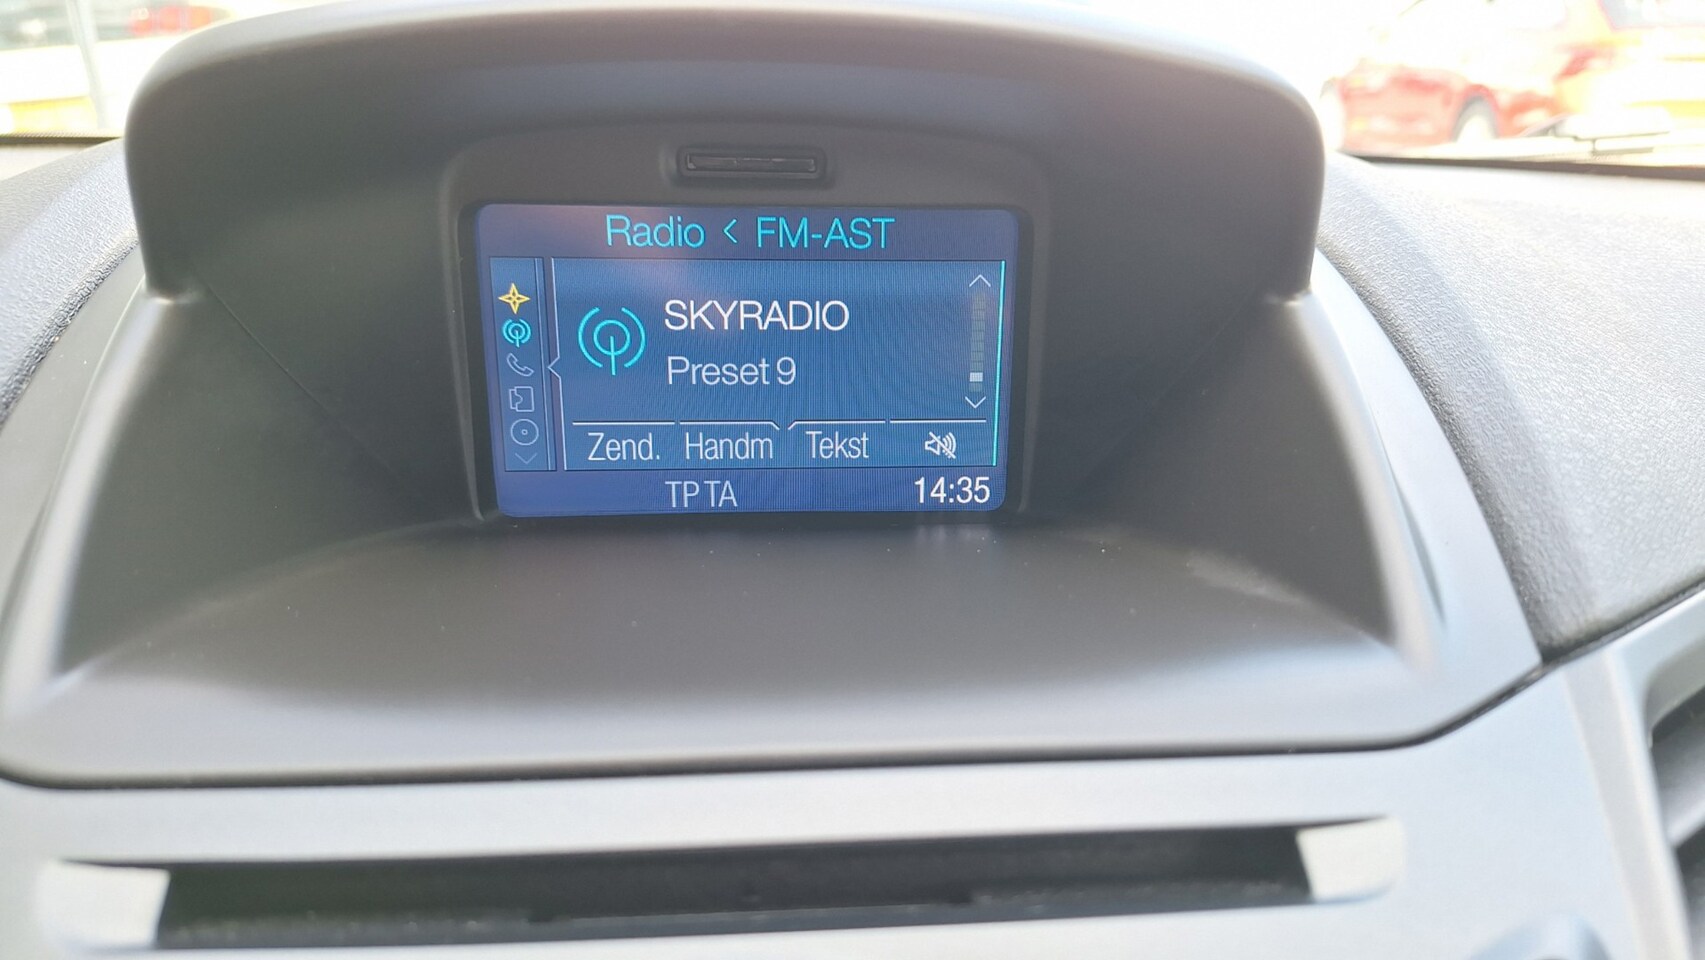 Radio < FM-AST
SKYRADIO
Preset 9
Zend. Handm Tekst
TP TA 14:35